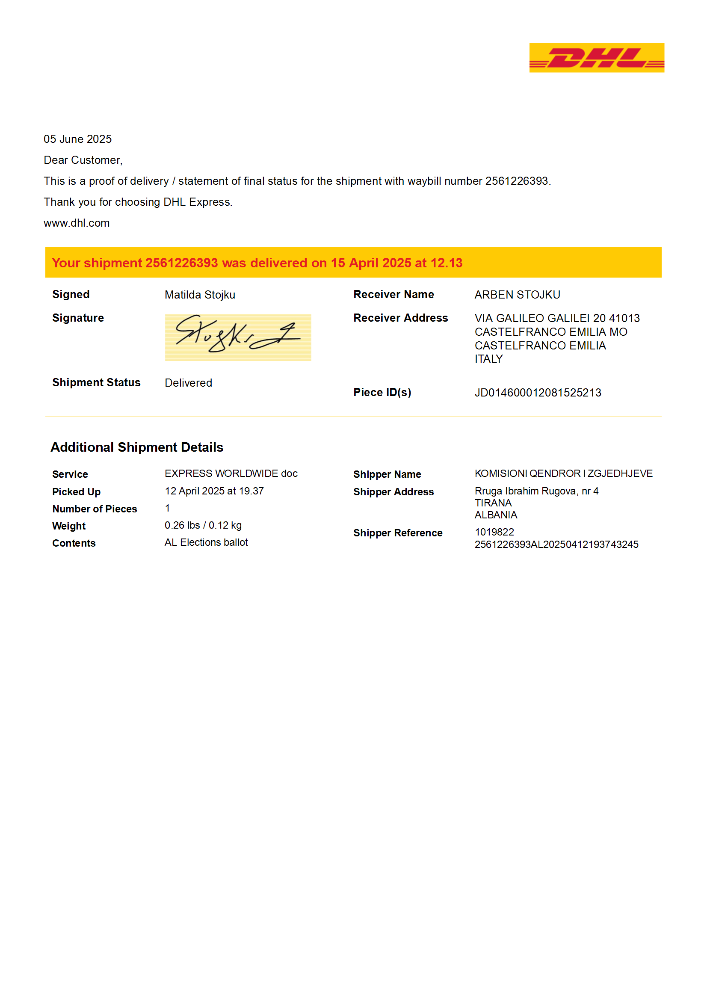 DHL
05 June 2025
Dear Customer,
This is a proof of delivery / statement of final status for the shipment with waybill number 2561226393.
Thank you for choosing DHL Express.
www.dhl.com
Your shipment 2561226393 was delivered on 15 April 2025 at 12.13
Signed Matilda Stojku
Signature Stojku
Shipment Status Delivered
Receiver Name ARBEN STOJKU
Receiver Address VIA GALILEO GALILEI 20 41013
CASTELFRANCO EMILIA MO
CASTELFRANCO EMILIA
ITALY
Piece ID(s) JD014600012081525213
Additional Shipment Details
Service EXPRESS WORLDWIDE doc
Picked Up 12 April 2025 at 19.37
Number of Pieces 1
Weight 0.26 lbs / 0.12 kg
Contents AL Elections ballot
Shipper Name KOMISIONI QENDROR I ZGJEDHJEVE
Shipper Address Rruga Ibrahim Rugova, nr 4
TIRANA
ALBANIA
Shipper Reference 1019822
2561226393AL20250412193743245